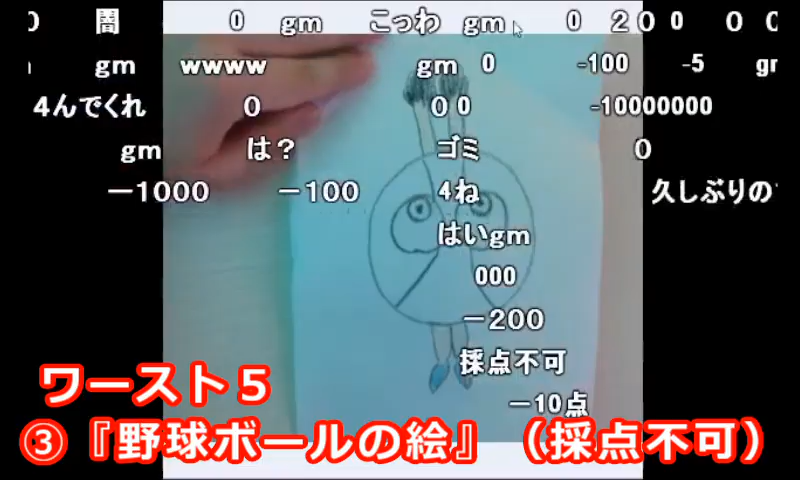 0 闇 0 gm こっわ gm 0 200 0 0
gm wwww gm 0 -100 -5 gm
4んでくれ 0 00 -10000000
gm は? ゴミ 0
-1000 -100 4ね 久しぶりの
はいgm
000
-200
採点不可
-10点
ワースト5
③『野球ボールの絵』（採点不可）